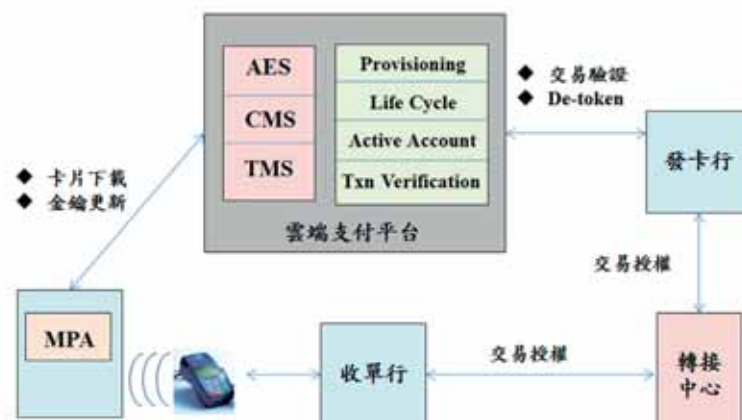 AES
CMS
TMS
Provisioning
Life Cycle
Active Account
Txn Verification
雲端支付平台
◆ 交易驗證
◆ De-token
發卡行
◆ 卡片下載
◆ 金鑰更新
交易授權
MPA
收單行
交易授權
轉接
中心